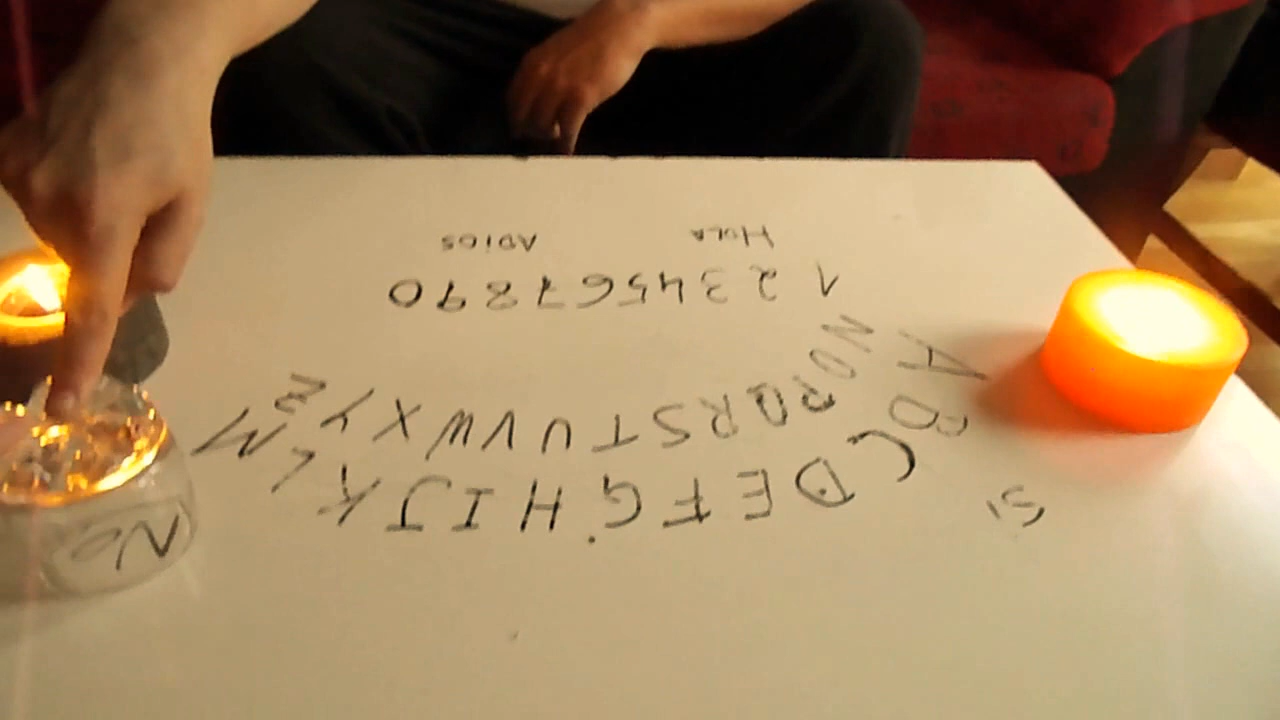 SI
NO
A B C D E F G H I J K L M
N O P Q R S T U V W X Y Z
1 2 3 4 5 6 7 8 9 0
HOLA ADIOS